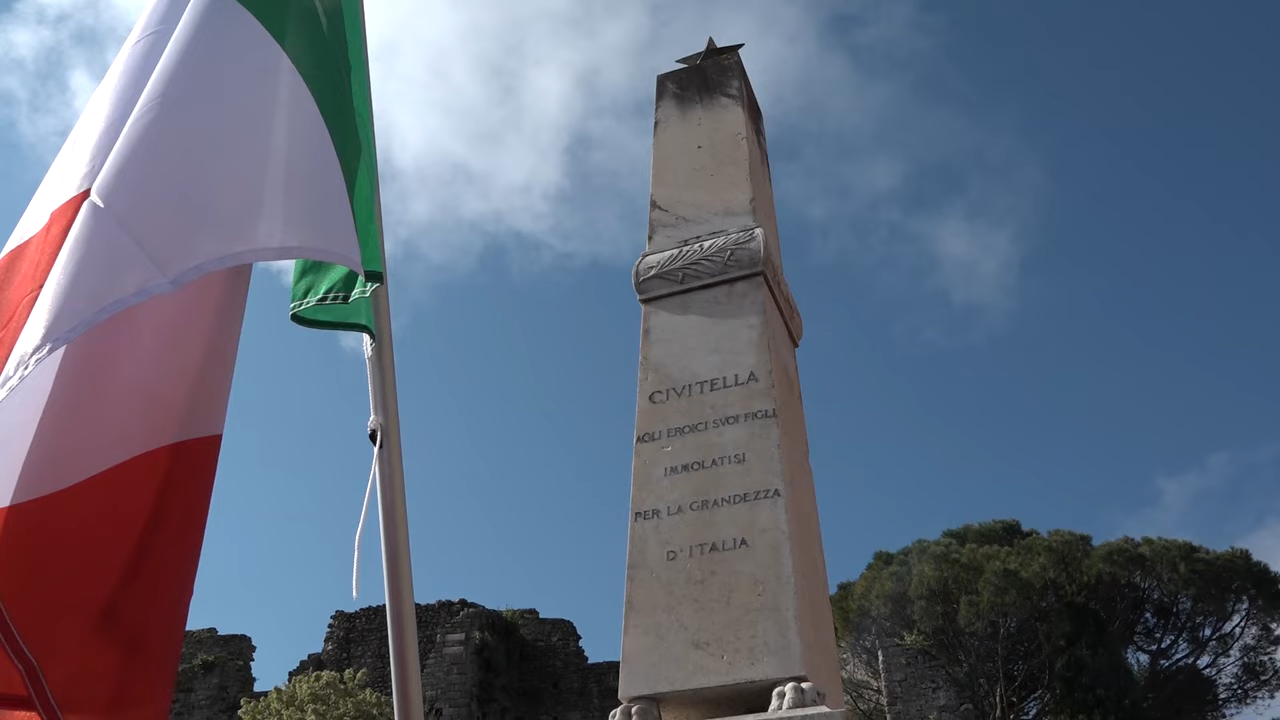 CIVITELLA
AGLI EROICI SVOI FIGLI
IMMOLATISI
PER LA GRANDEZZA
D'ITALIA